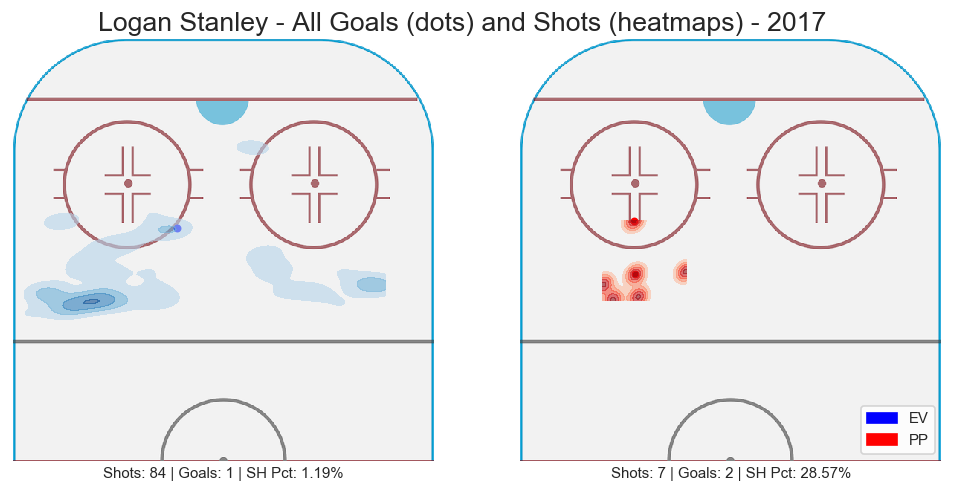 Logan Stanley - All Goals (dots) and Shots (heatmaps) - 2017
EV
PP
Shots: 84 | Goals: 1 | SH Pct: 1.19%
Shots: 7 | Goals: 2 | SH Pct: 28.57%